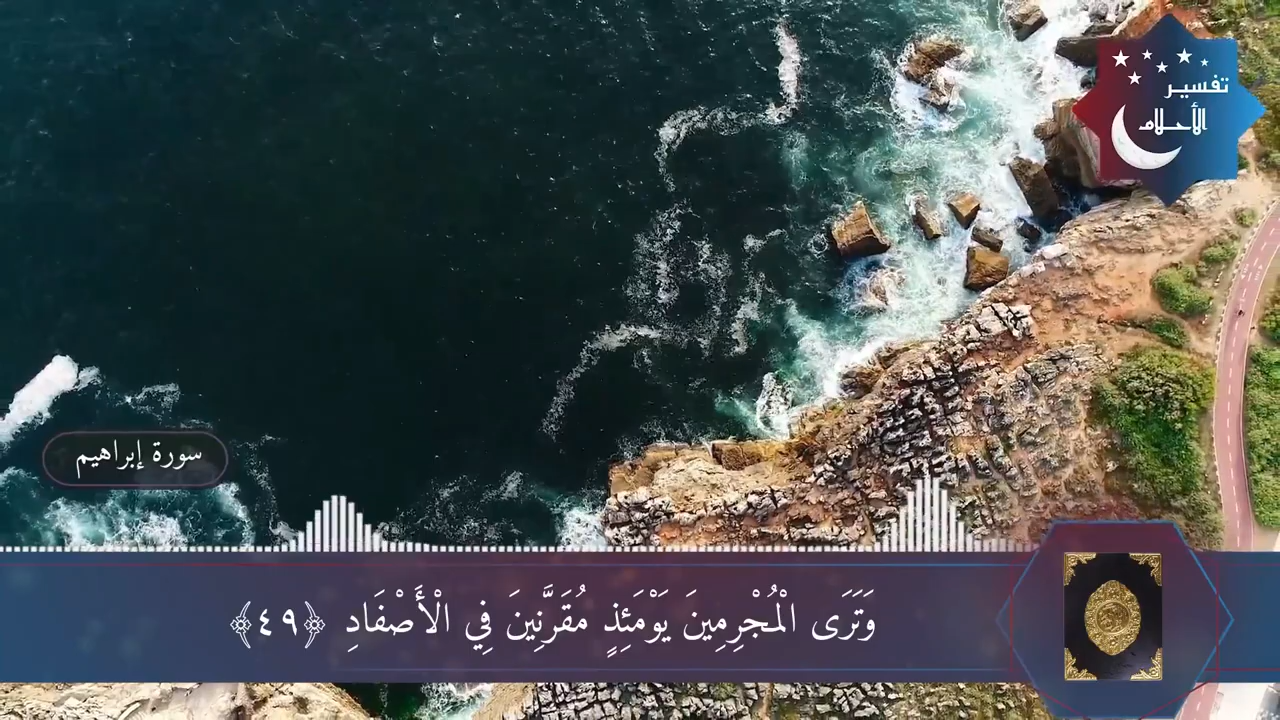 تفسير
الأحلام
سورة إبراهيم
وَتَرَى الْمُجْرِمِينَ يَوْمَئِذٍ مُقَرَّنِينَ فِي الْأَصْفَادِ ﴿٤٩﴾